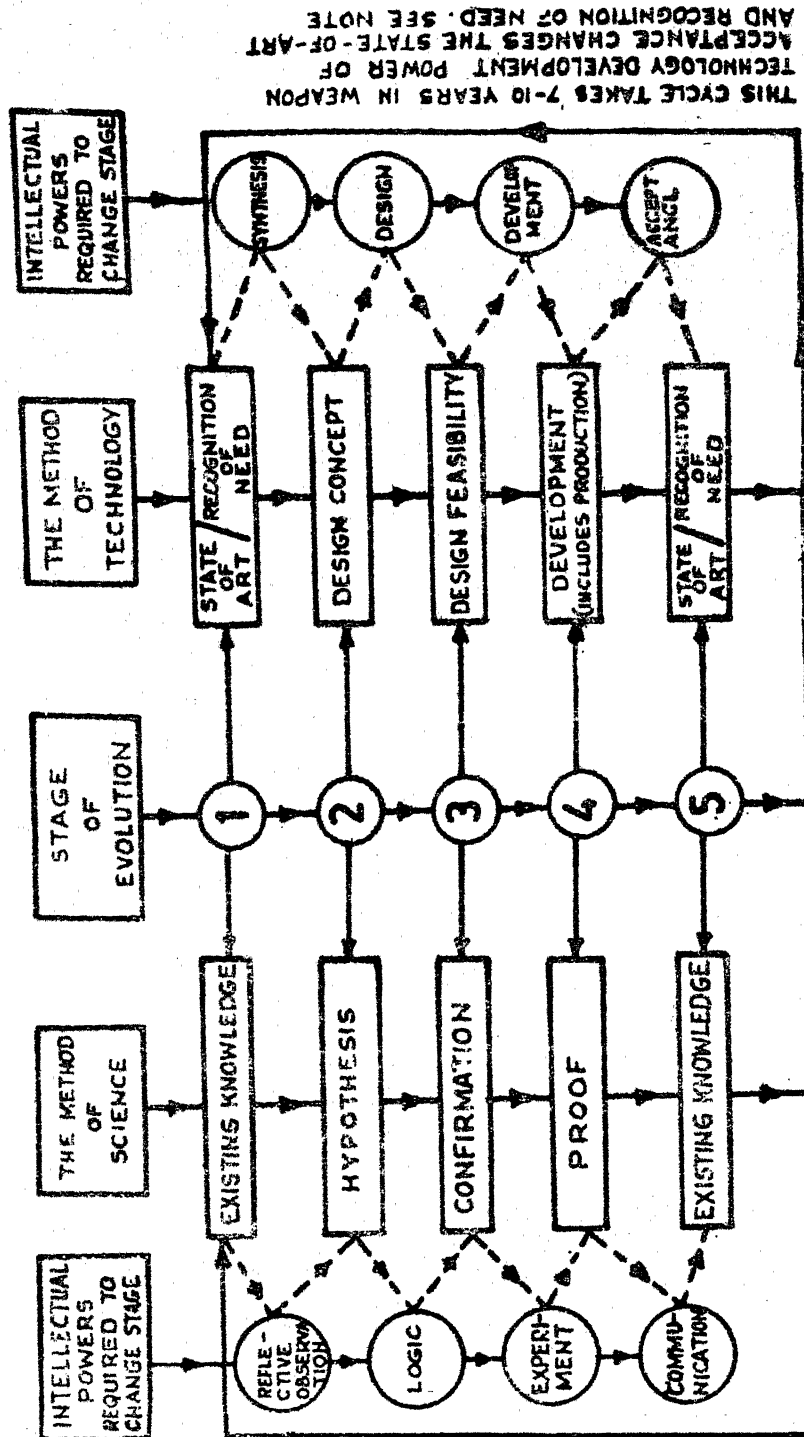 INTELLECTUAL
POWERS
REQUIRED TO
CHANGE STAGE
THE METHOD
OF
SCIENCE
STAGE
OF
EVOLUTION
THE METHOD
OF
TECHNOLOGY
INTELLECTUAL
POWERS
REQUIRED TO
CHANGE STAGE
REFLE-
CTIVE
OBSERVA
TION
EXISTING KNOWLEDGE
1
STATE
OF
ART
/
RECOGNITION
OF
NEED
SYNTHESIS
LOGIC
HYPOTHESIS
2
DESIGN CONCEPT
DESIGN
EXPERI-
MENT
CONFIRMATION
3
DESIGN FEASIBILITY
DEVELOP
MENT
COMMU-
NICATION
PROOF
4
DEVELOPMENT
(INCLUDES PRODUCTION)
ACCEPT
ANCE
EXISTING KNOWLEDGE
5
STATE
OF
ART
/
RECOGNITION
OF
NEED
THIS CYCLE TAKES 7-10 YEARS IN WEAPON
TECHNOLOGY DEVELOPMENT POWER OF
ACCEPTANCE CHANGES THE STATE-OF-ART
AND RECOGNITION OF NEED. SEE NOTE